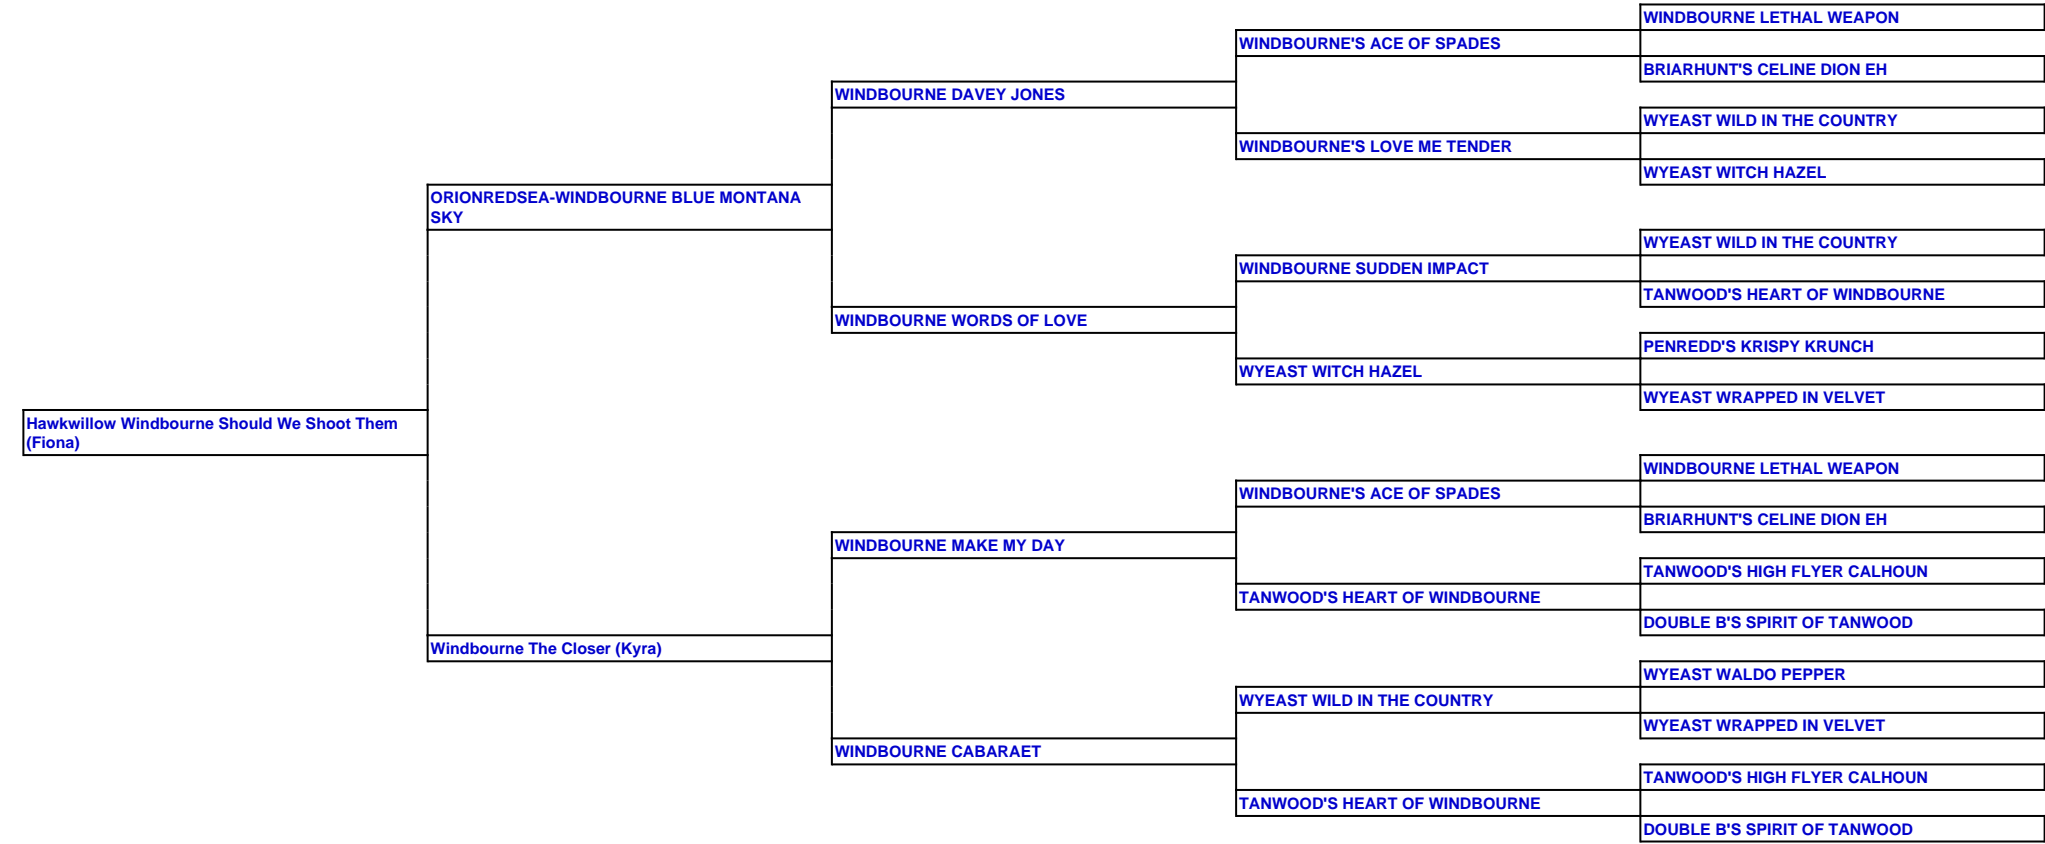 WINDBOURNE LETHAL WEAPON
WINDBOURNE'S ACE OF SPADES
BRIARHUNT'S CELINE DION EH
WINDBOURNE DAVEY JONES
WYEAST WILD IN THE COUNTRY
WINDBOURNE'S LOVE ME TENDER
WYEAST WITCH HAZEL
ORIONREDSEA-WINDBOURNE BLUE MONTANA
SKY
WYEAST WILD IN THE COUNTRY
WINDBOURNE SUDDEN IMPACT
TANWOOD'S HEART OF WINDBOURNE
WINDBOURNE WORDS OF LOVE
PENREDD'S KRISPY KRUNCH
WYEAST WITCH HAZEL
WYEAST WRAPPED IN VELVET
Hawkwillow Windbourne Should We Shoot Them
(Fiona)
WINDBOURNE LETHAL WEAPON
WINDBOURNE'S ACE OF SPADES
BRIARHUNT'S CELINE DION EH
WINDBOURNE MAKE MY DAY
TANWOOD'S HIGH FLYER CALHOUN
TANWOOD'S HEART OF WINDBOURNE
DOUBLE B'S SPIRIT OF TANWOOD
Windbourne The Closer (Kyra)
WYEAST WALDO PEPPER
WYEAST WILD IN THE COUNTRY
WYEAST WRAPPED IN VELVET
WINDBOURNE CABARAET
TANWOOD'S HIGH FLYER CALHOUN
TANWOOD'S HEART OF WINDBOURNE
DOUBLE B'S SPIRIT OF TANWOOD